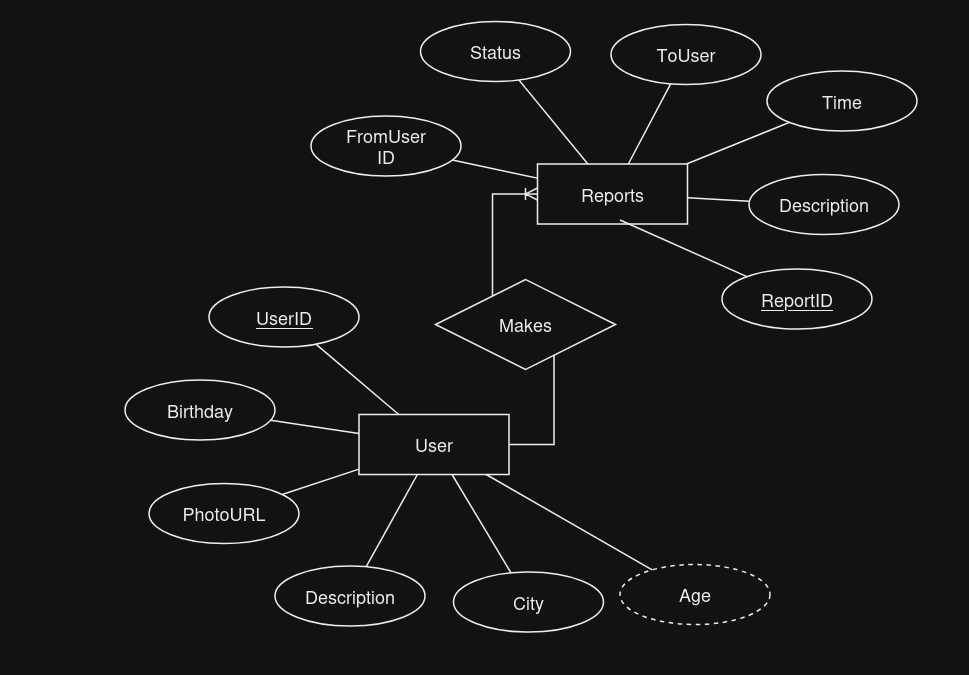 Status
ToUser
Time
FromUser
ID
Reports
Description
ReportID
Makes
UserID
Birthday
User
PhotoURL
Description
City
Age